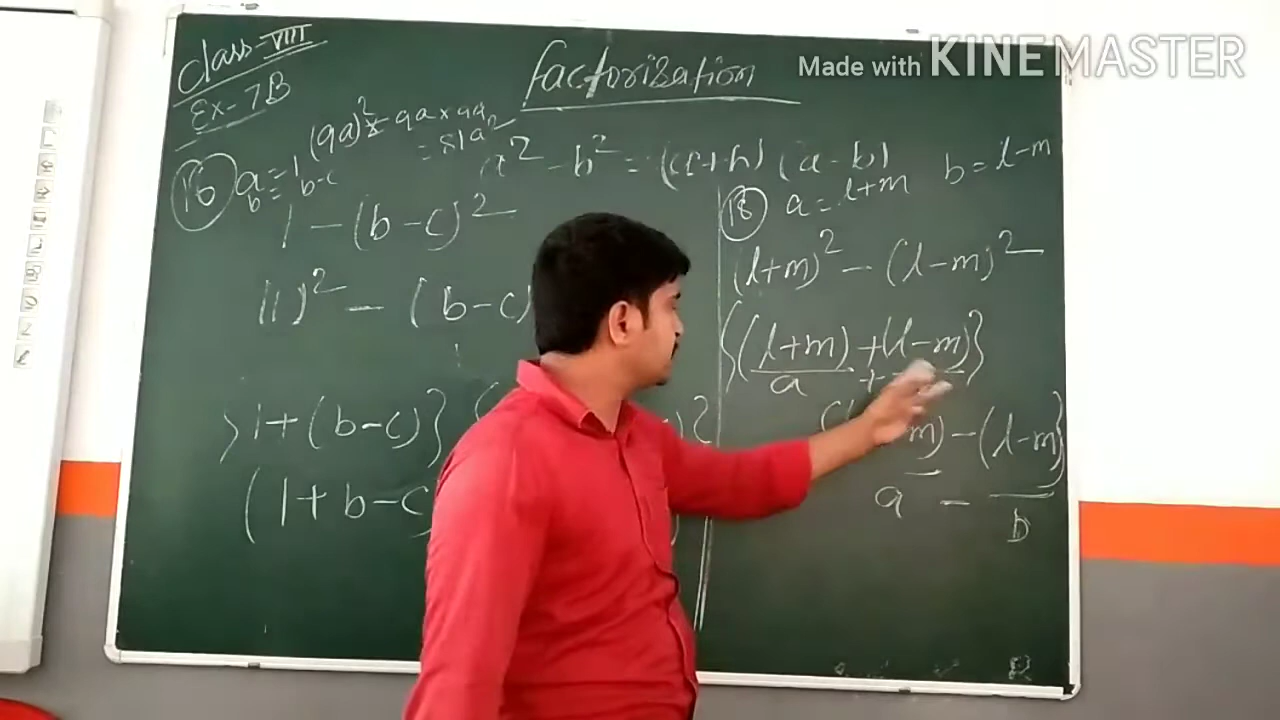 Made with KINEMASTER
Class-VIII
Ex-7B
Factorisation
(9a)² = 9a×9a
= 81a²
a² - b² = (a+b) (a-b)
16 a = 1
b = b-c
1 - (b-c)²
(1)² - (b-c)
{1+(b-c)} {
(1+b-c
18 a = l+m b = l-m
(l+m)² - (l-m)²
{(l+m) + (l-m)}
a +
m) - (l-m)}
a - b